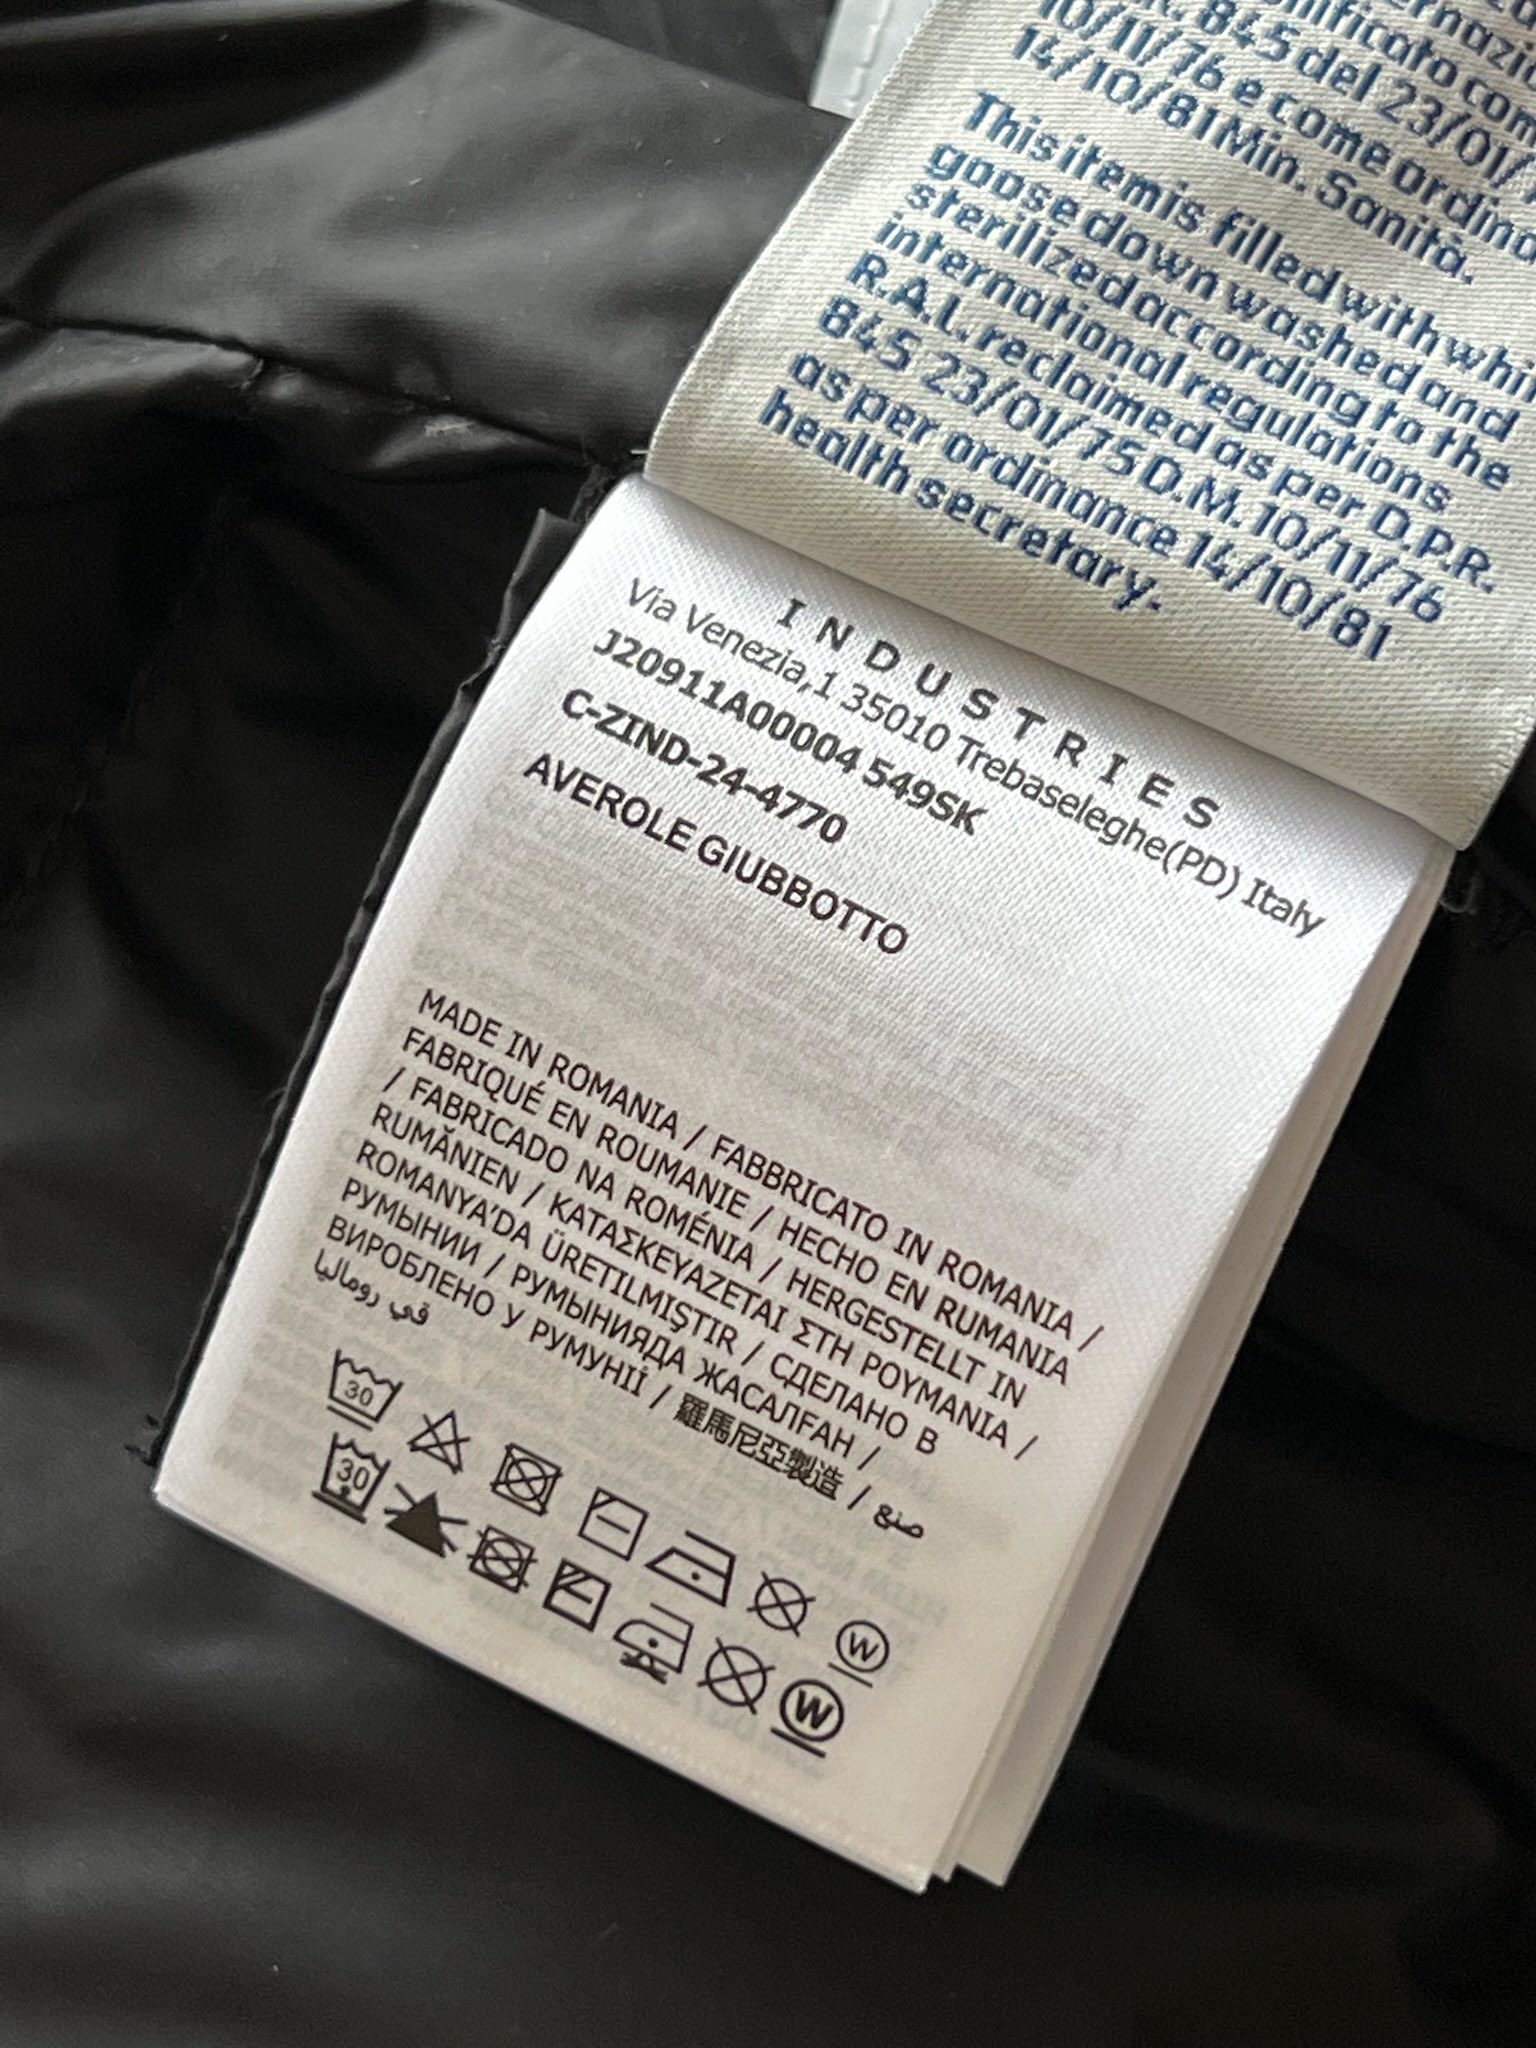 845 del 23/01/
10/11/76 e come ordina
14/10/81 Min. Sanità.
This item is filled with whi
goose down washed and
sterilized according to the
international regulations
R.A.L. reclaimed as per D.P.R.
845 23/01/75 D.M. 10/11/76
as per ordinance 14/10/81
health secretary.
INDUSTRIES
Via Venezia,1 35010 Trebaseleghe(PD) Italy
J20911A00004 549SK
C-ZIND-24-4770
AVEROLE GIUBBOTTO
MADE IN ROMANIA / FABBRICATO IN ROMANIA /
FABRIQUÉ EN ROUMANIE / HECHO EN RUMANIA
/ FABRICADO NA ROMÉNIA / HERGESTELLT IN
RUMĂNIEN / ΚΑΤΑΣΚΕΥΑΖΕΤΑΙ ΣΤΗ ΡΟΥΜΑΝΙΑ /
ROMANYA'DA ÜRETILMIŞTIR / СДЕЛАНО В
РУМЫНИИ / РУМЫНИЯДА ЖАСАЛҒАН /
ВИРОБЛЕНО У РУМУНІЇ / 羅馬尼亞製造 / صنع
في رومانيا
30
W
30
W